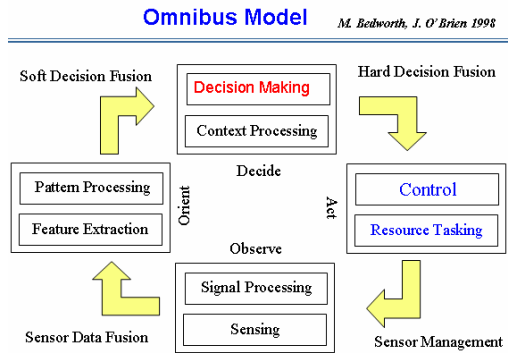 Omnibus Model
M. Bedworth, J. O'Brien 1998
Soft Decision Fusion
Hard Decision Fusion
Decision Making
Context Processing
Decide
Pattern Processing
Feature Extraction
Orient
Act
Control
Resource Tasking
Observe
Signal Processing
Sensing
Sensor Data Fusion
Sensor Management